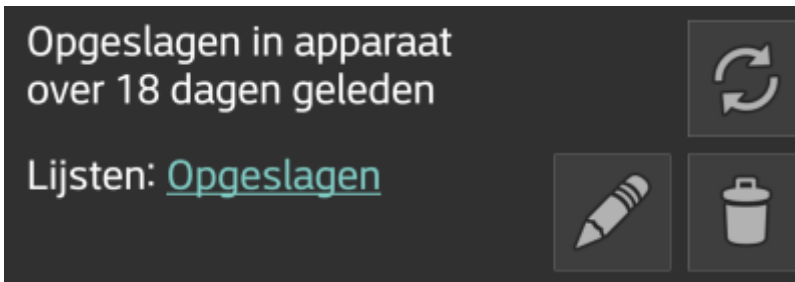 Opgeslagen in apparaat
over 18 dagen geleden
Lijsten: Opgeslagen